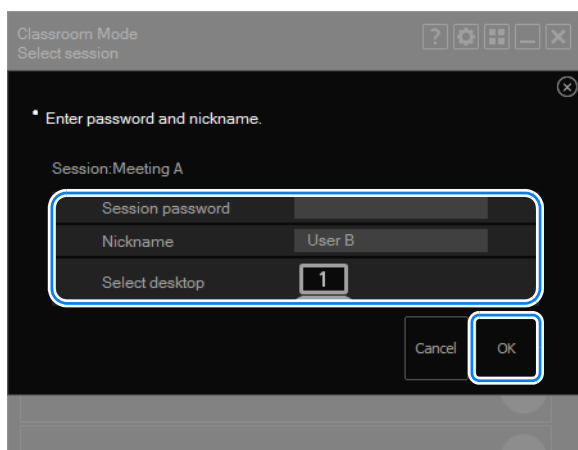 Classroom Mode
Select session
Enter password and nickname.
Session:Meeting A
Session password
Nickname User B
Select desktop 1
Cancel OK